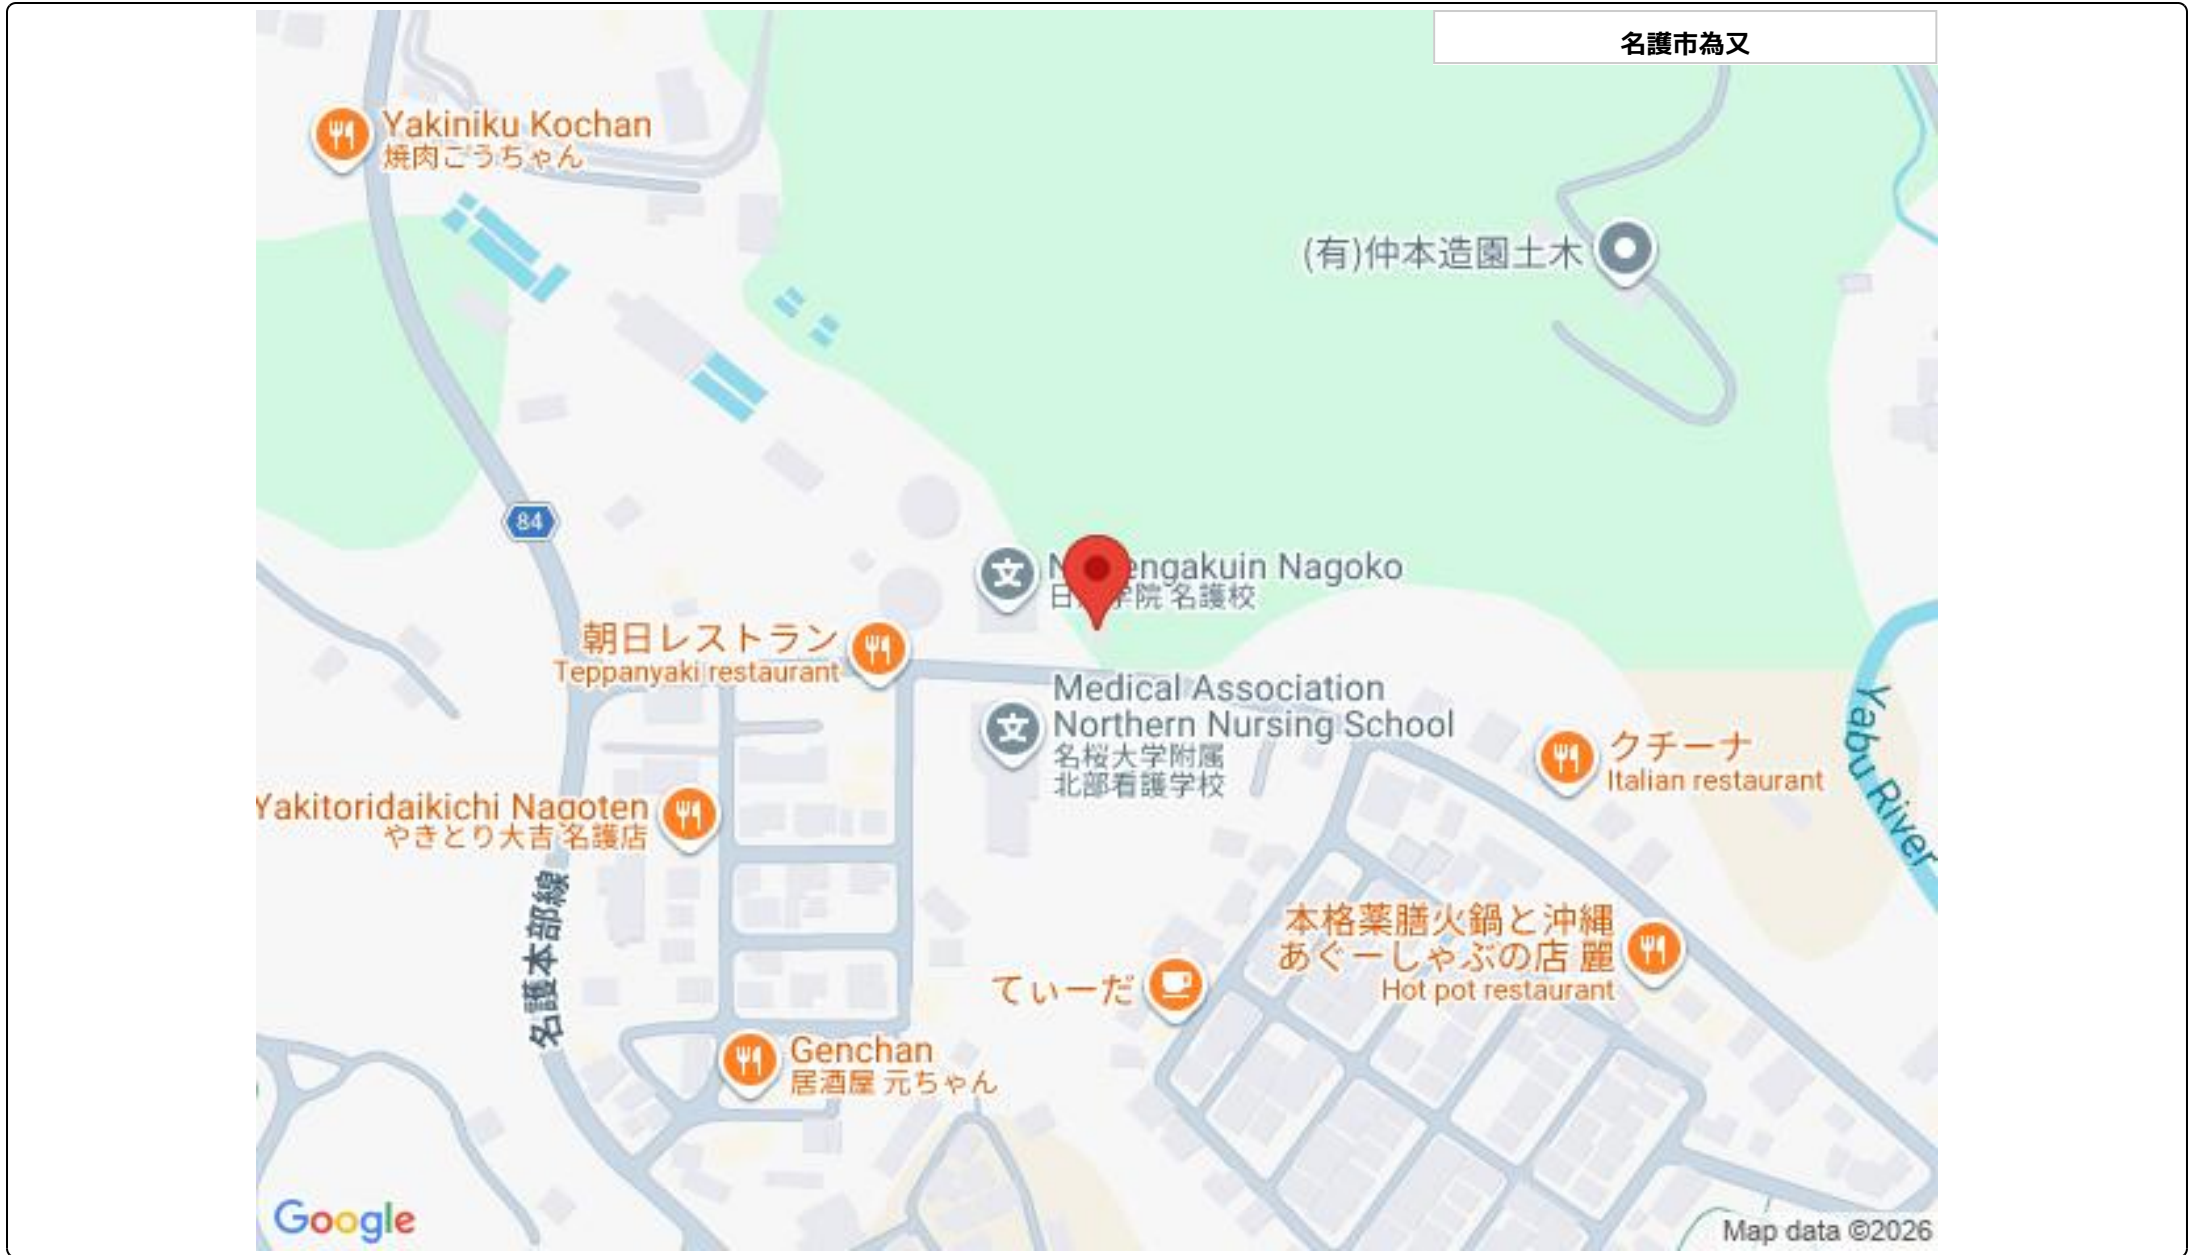 名護市為又
Yakiniku Kochan
焼肉ごうちゃん
(有)仲本造園土木
84
engakuin Nagoko
学院 名護校
朝日レストラン
Teppanyaki restaurant
Medical Association
Northern Nursing School
名桜大学附属
北部看護学校
クチーナ
Italian restaurant
Yabu River
Yakitoridaikichi Nagoten
やきとり大吉 名護店
名護本部線
本格薬膳火鍋と沖縄
あぐーしゃぶの店 麗
Hot pot restaurant
てぃーだ
Genchan
居酒屋 元ちゃん
Google
Map data ©2026